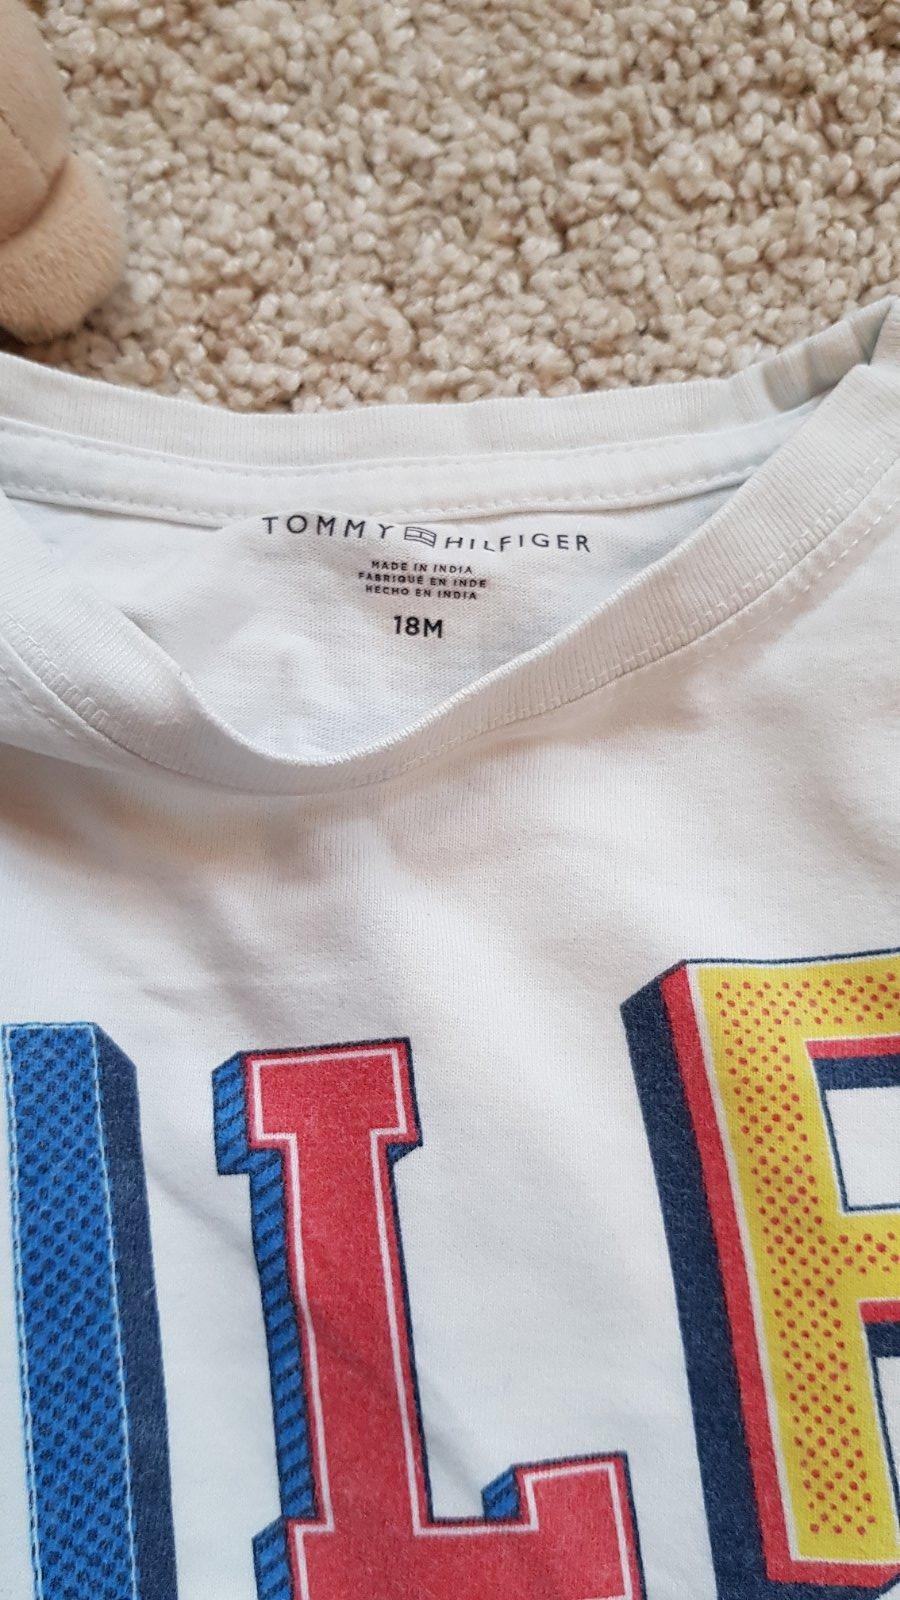 TOMMY HILFIGER
MADE IN INDIA
FABRIQUÉ EN INDE
HECHO EN INDIA
18M
ILF